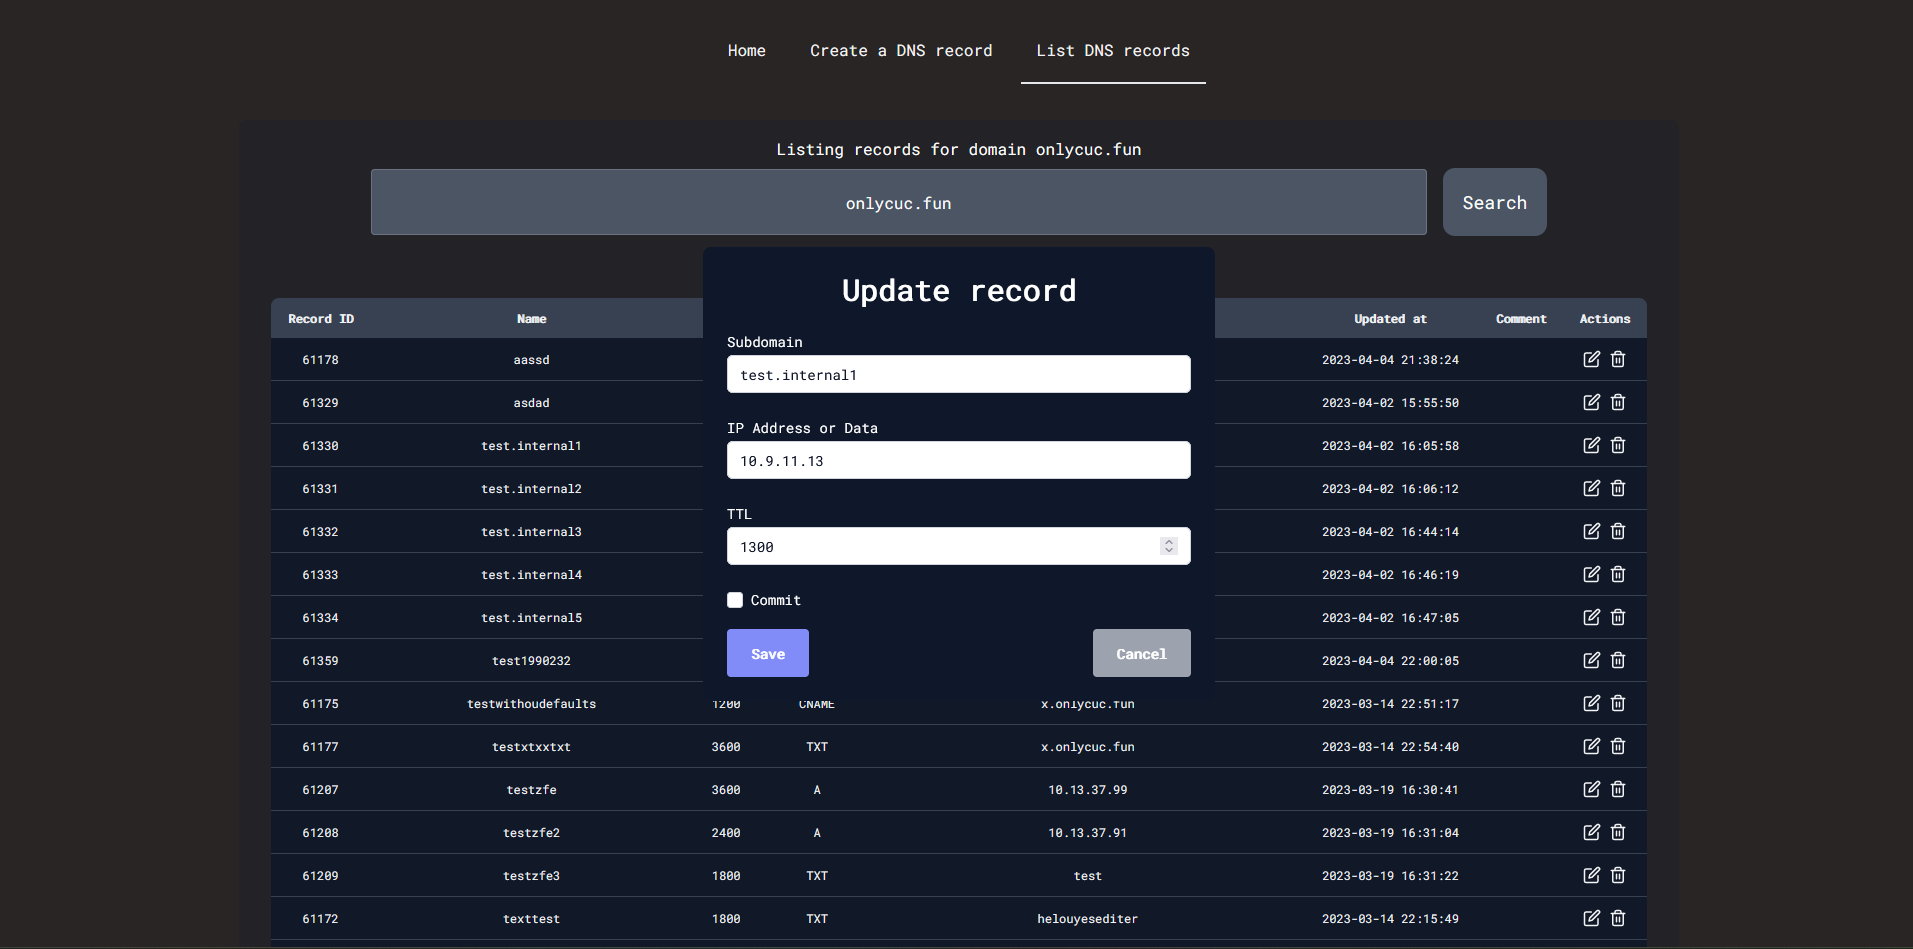 Home Create a DNS record List DNS records
Listing records for domain onlycuc.fun
onlycuc.fun Search
Update record
Subdomain
test.internal1
IP Address or Data
10.9.11.13
TTL
1300
Commit
Save Cancel
Record ID Name Updated at Comment Actions
61178 aassd 2023-04-04 21:38:24
61329 asdad 2023-04-02 15:55:50
61330 test.internal1 2023-04-02 16:05:58
61331 test.internal2 2023-04-02 16:06:12
61332 test.internal3 2023-04-02 16:44:14
61333 test.internal4 2023-04-02 16:46:19
61334 test.internal5 2023-04-02 16:47:05
61359 test1990232 2023-04-04 22:00:05
61175 testwithoudefaults 1200 CNAME x.onlycuc.fun 2023-03-14 22:51:17
61177 testxtxxtxt 3600 TXT x.onlycuc.fun 2023-03-14 22:54:40
61207 testzfe 3600 A 10.13.37.99 2023-03-19 16:30:41
61208 testzfe2 2400 A 10.13.37.91 2023-03-19 16:31:04
61209 testzfe3 1800 TXT test 2023-03-19 16:31:22
61172 texttest 1800 TXT helouyesediter 2023-03-14 22:15:49